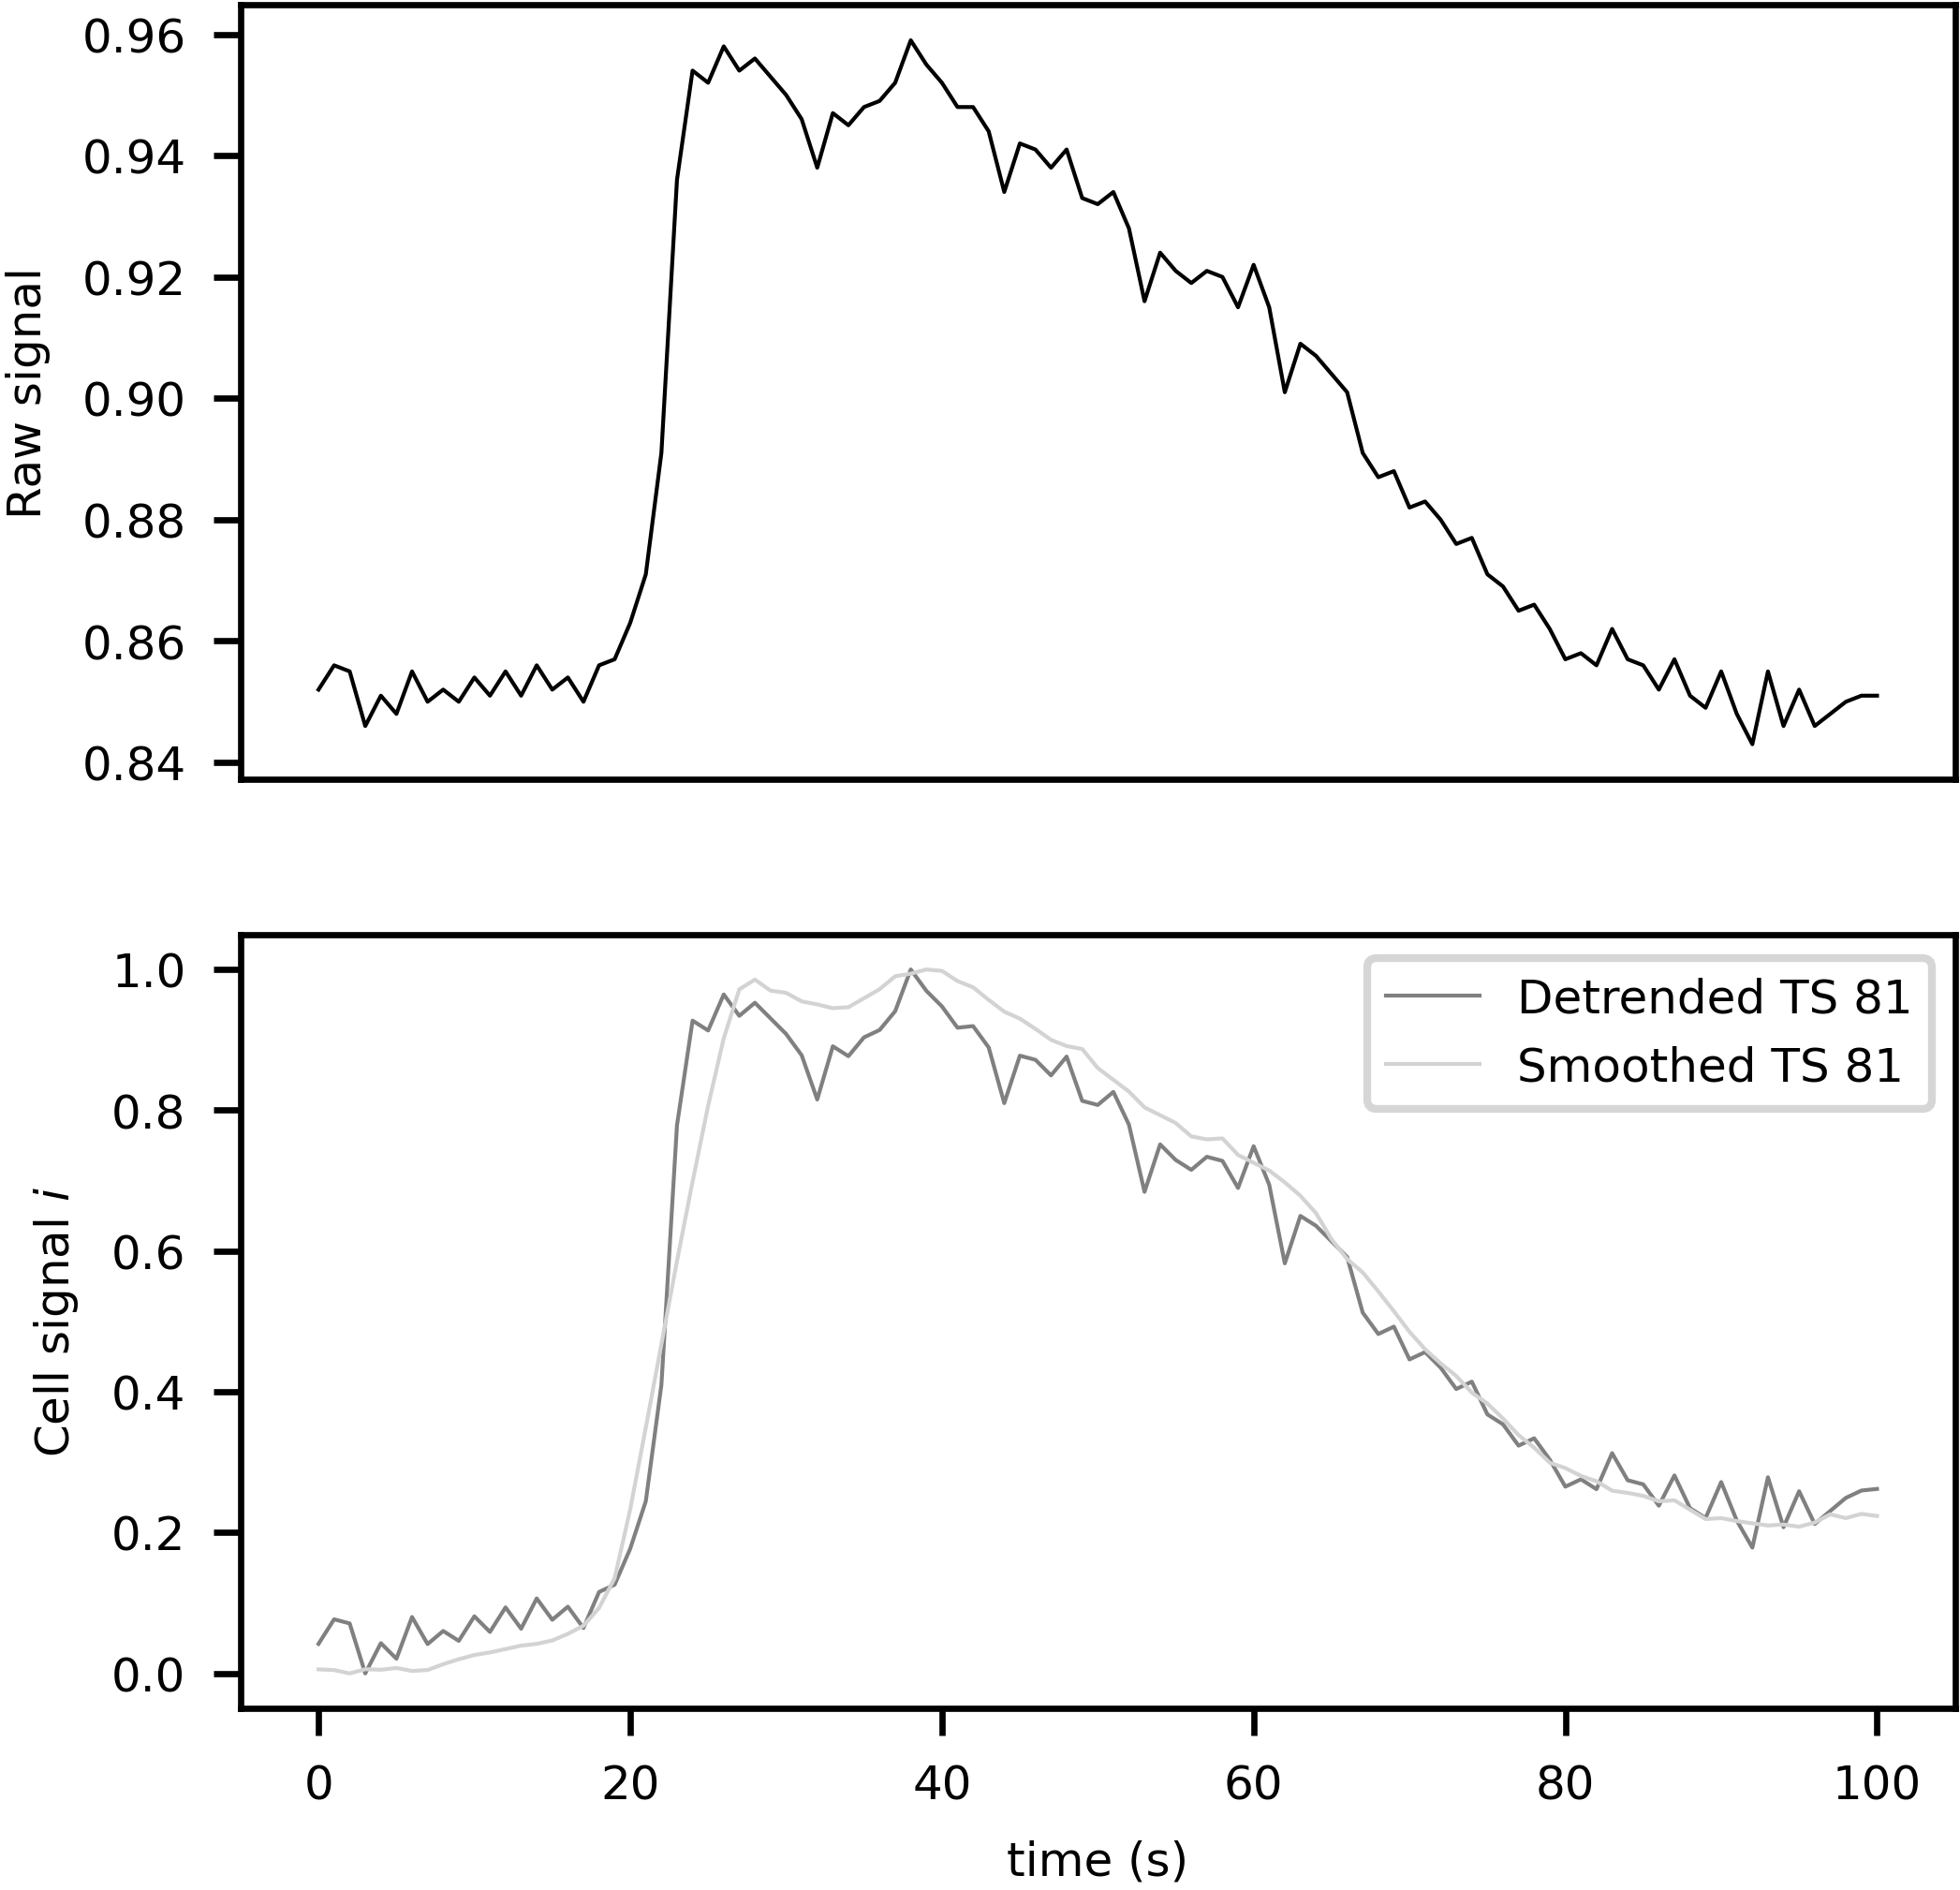 0.96
0.94
0.92
0.90
0.88
0.86
0.84
Raw signal
1.0
0.8
0.6
0.4
0.2
0.0
Cell signal i
Detrended TS 81
Smoothed TS 81
0 20 40 60 80 100
time (s)